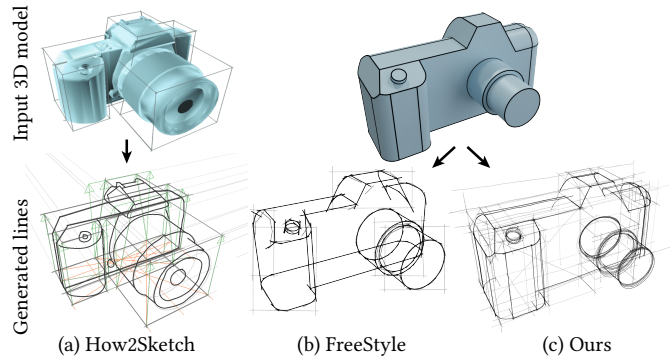 Input 3D model
Generated lines
(a) How2Sketch
(b) FreeStyle
(c) Ours